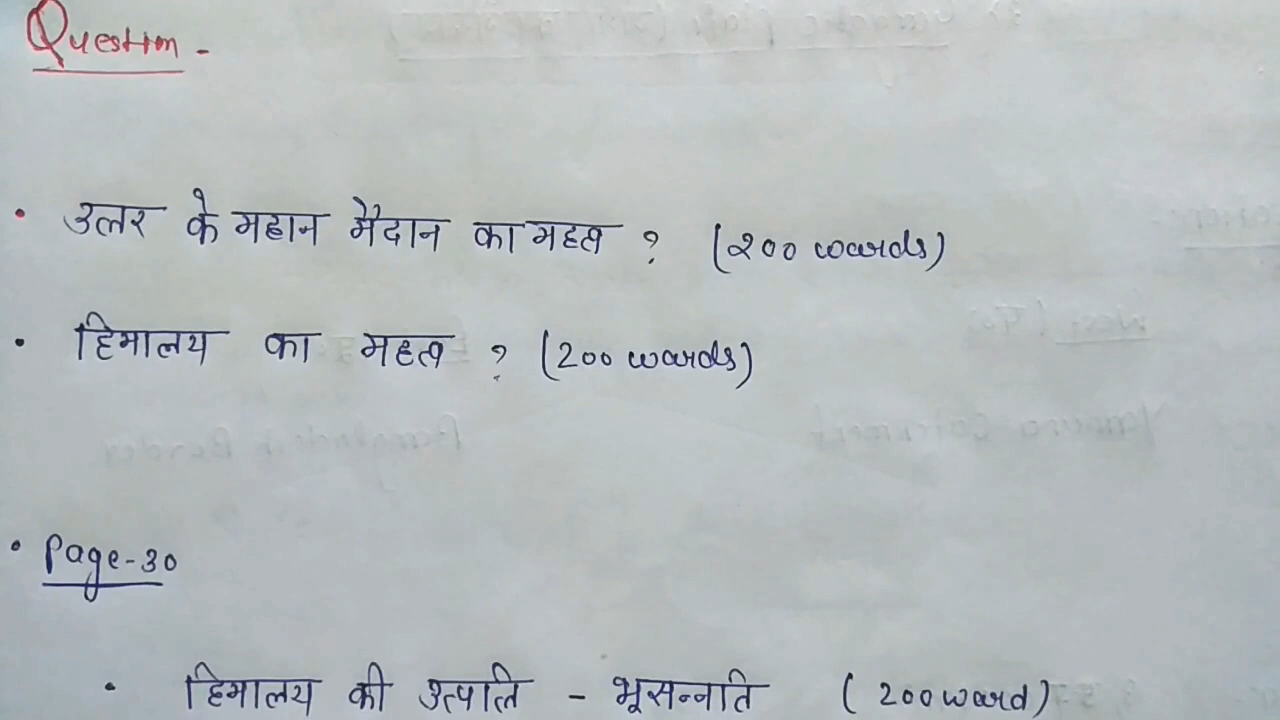 Question -
• उत्तर के महान मैदान का महत्व ? (200 words)
• हिमालय का महत्व ? (200 words)
• Page-30
• हिमालय की उत्पत्ति - भूसन्नति ( 200 word)